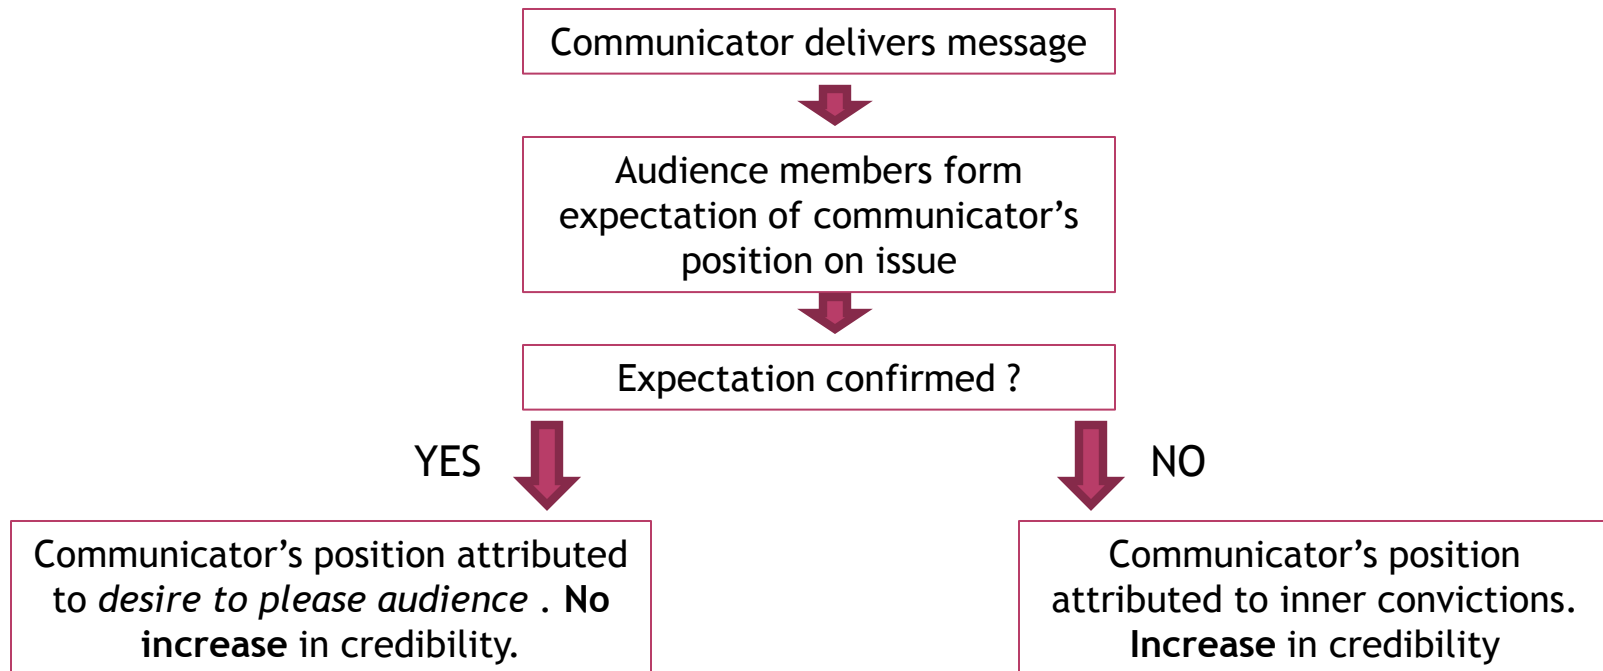 Communicator delivers message
Audience members form
expectation of communicator’s
position on issue
Expectation confirmed ?
YES
NO
Communicator’s position attributed
to desire to please audience . No
increase in credibility.
Communicator’s position
attributed to inner convictions.
Increase in credibility